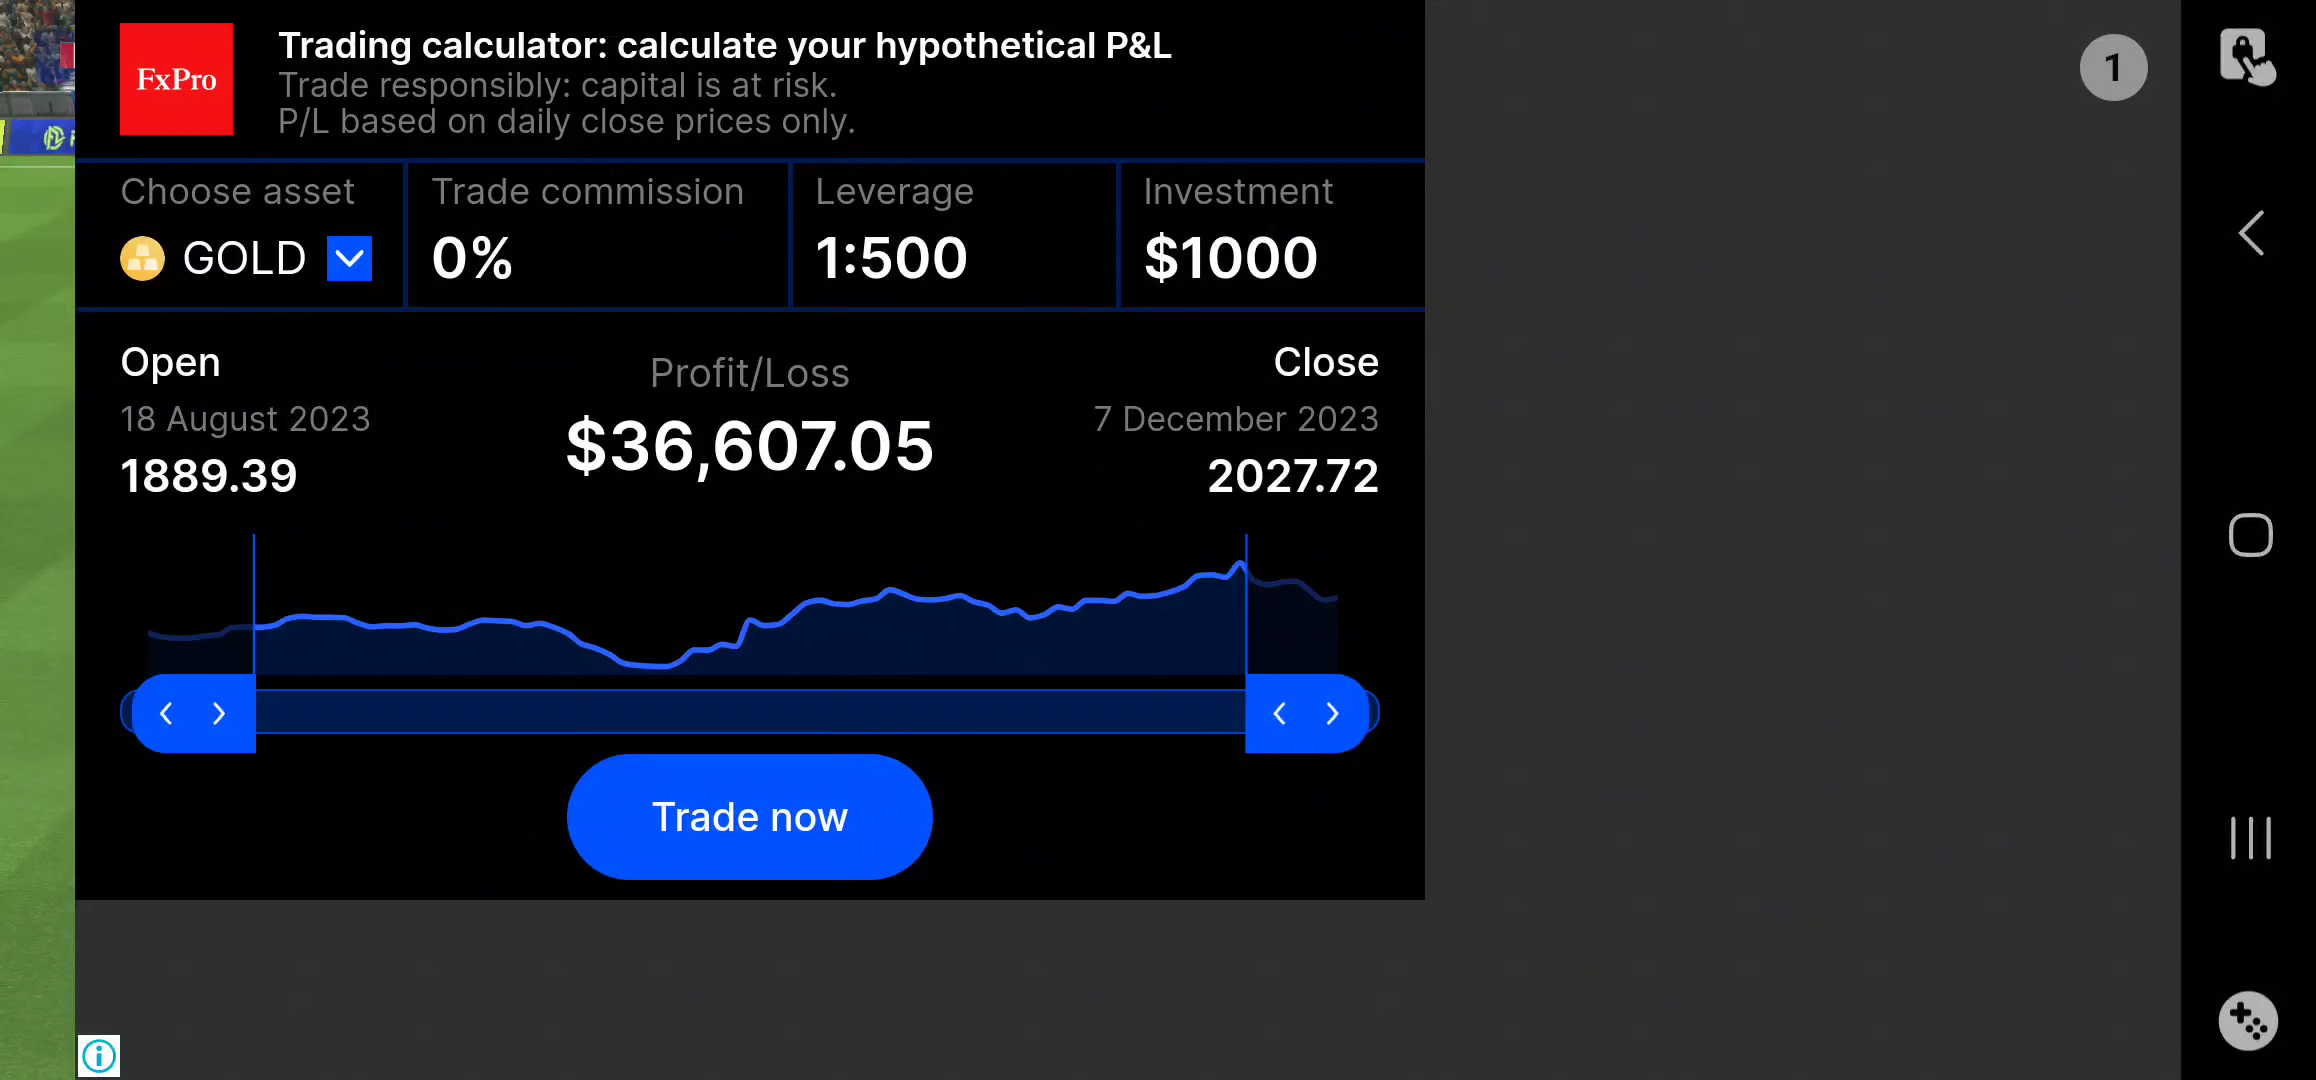 FxPro
Trading calculator: calculate your hypothetical P&L
Trade responsibly: capital is at risk.
P/L based on daily close prices only.
1
Choose asset
GOLD
Trade commission
0%
Leverage
1:500
Investment
$1000
Open
18 August 2023
1889.39
Profit/Loss
$36,607.05
Close
7 December 2023
2027.72
Trade now